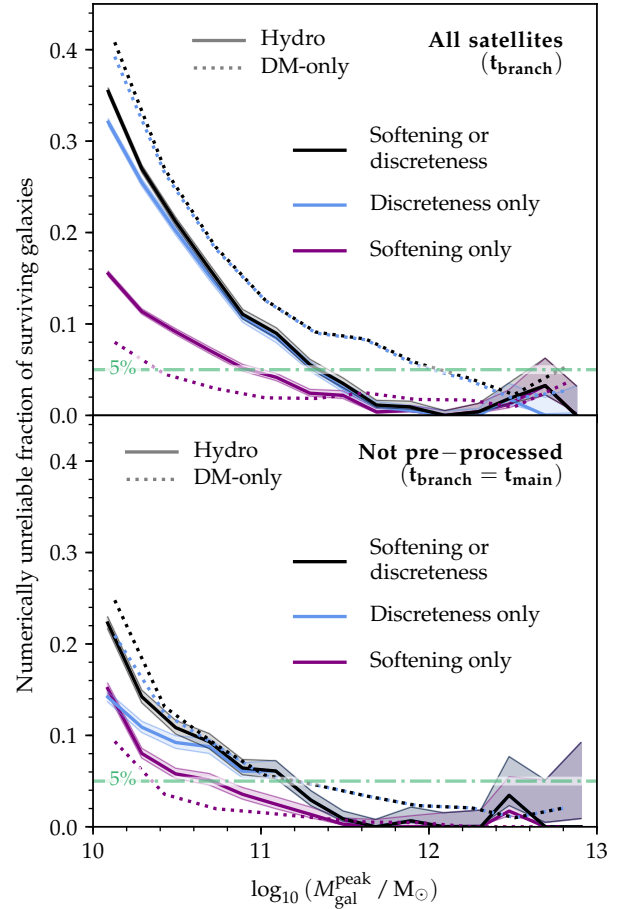 Numerically unreliable fraction of surviving galaxies
0.4
0.3
0.2
0.1
0.0
Hydro
DM-only
All satellites
(t_branch)
Softening or
discreteness
Discreteness only
Softening only
5%
0.4
0.3
0.2
0.1
0.0
Hydro
DM-only
Not pre−processed
(t_branch = t_main)
Softening or
discreteness
Discreteness only
Softening only
5%
10
11
12
13
log₁₀ (M_gal^peak / M_⊙)